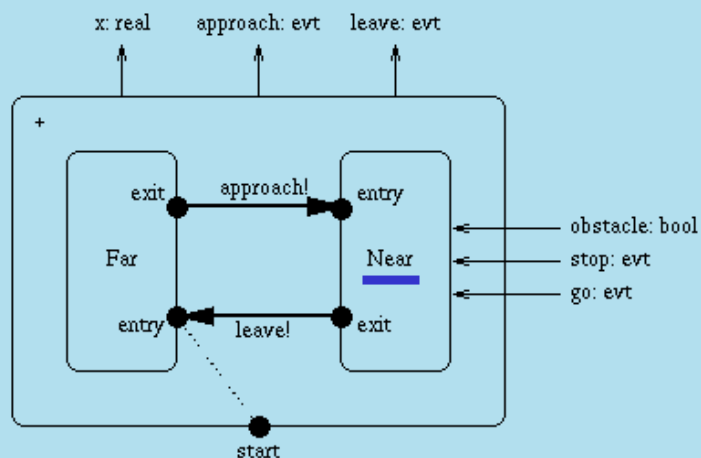 x: real approach: evt leave: evt
+
exit approach! entry
obstacle: bool
Far Near stop: evt
go: evt
entry leave! exit
start